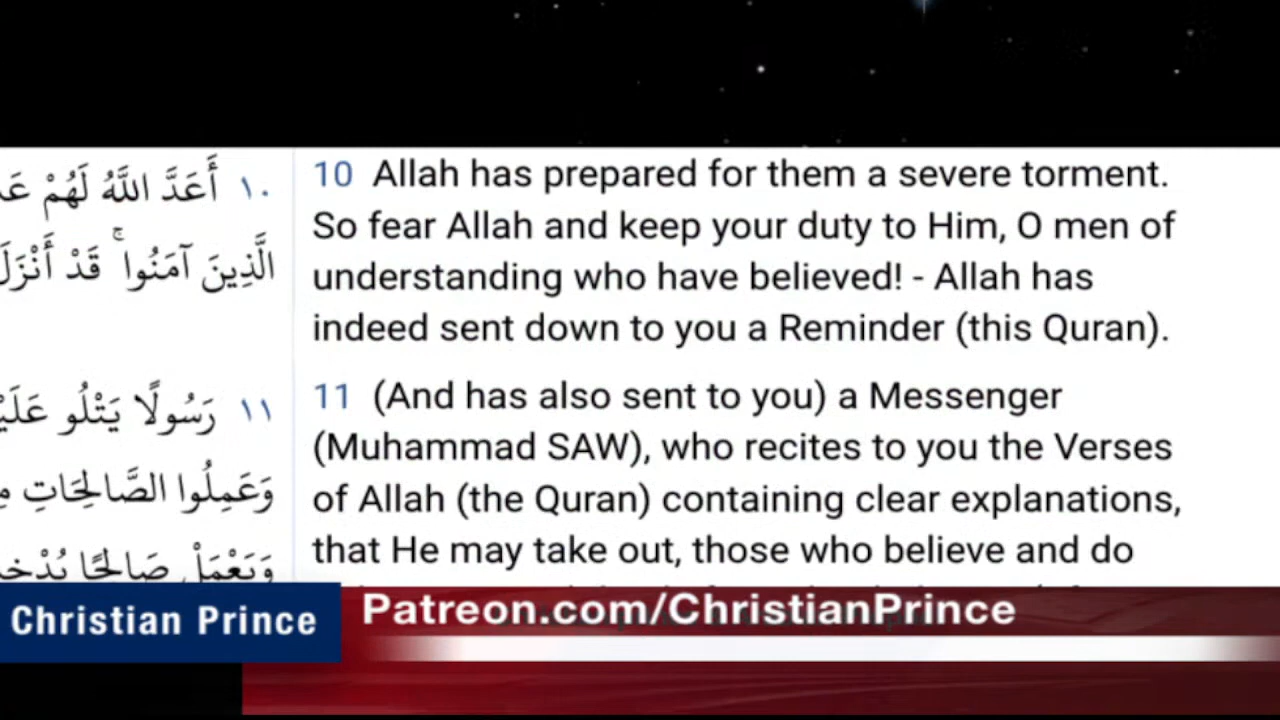 10 Allah has prepared for them a severe torment.
So fear Allah and keep your duty to Him, O men of
understanding who have believed! - Allah has
indeed sent down to you a Reminder (this Quran).
١٠ أَعَدَّ اللَّهُ لَهُمْ
الَّذِينَ آمَنُوا ۚ قَدْ أَنْزَلَ
11 (And has also sent to you) a Messenger
(Muhammad SAW), who recites to you the Verses
of Allah (the Quran) containing clear explanations,
that He may take out, those who believe and do
١١ رَسُولًا يَتْلُو
وَعَمِلُوا الصَّالِحَاتِ
وَيَعْمَلْ صَالِحًا
Christian Prince
Patreon.com/ChristianPrince